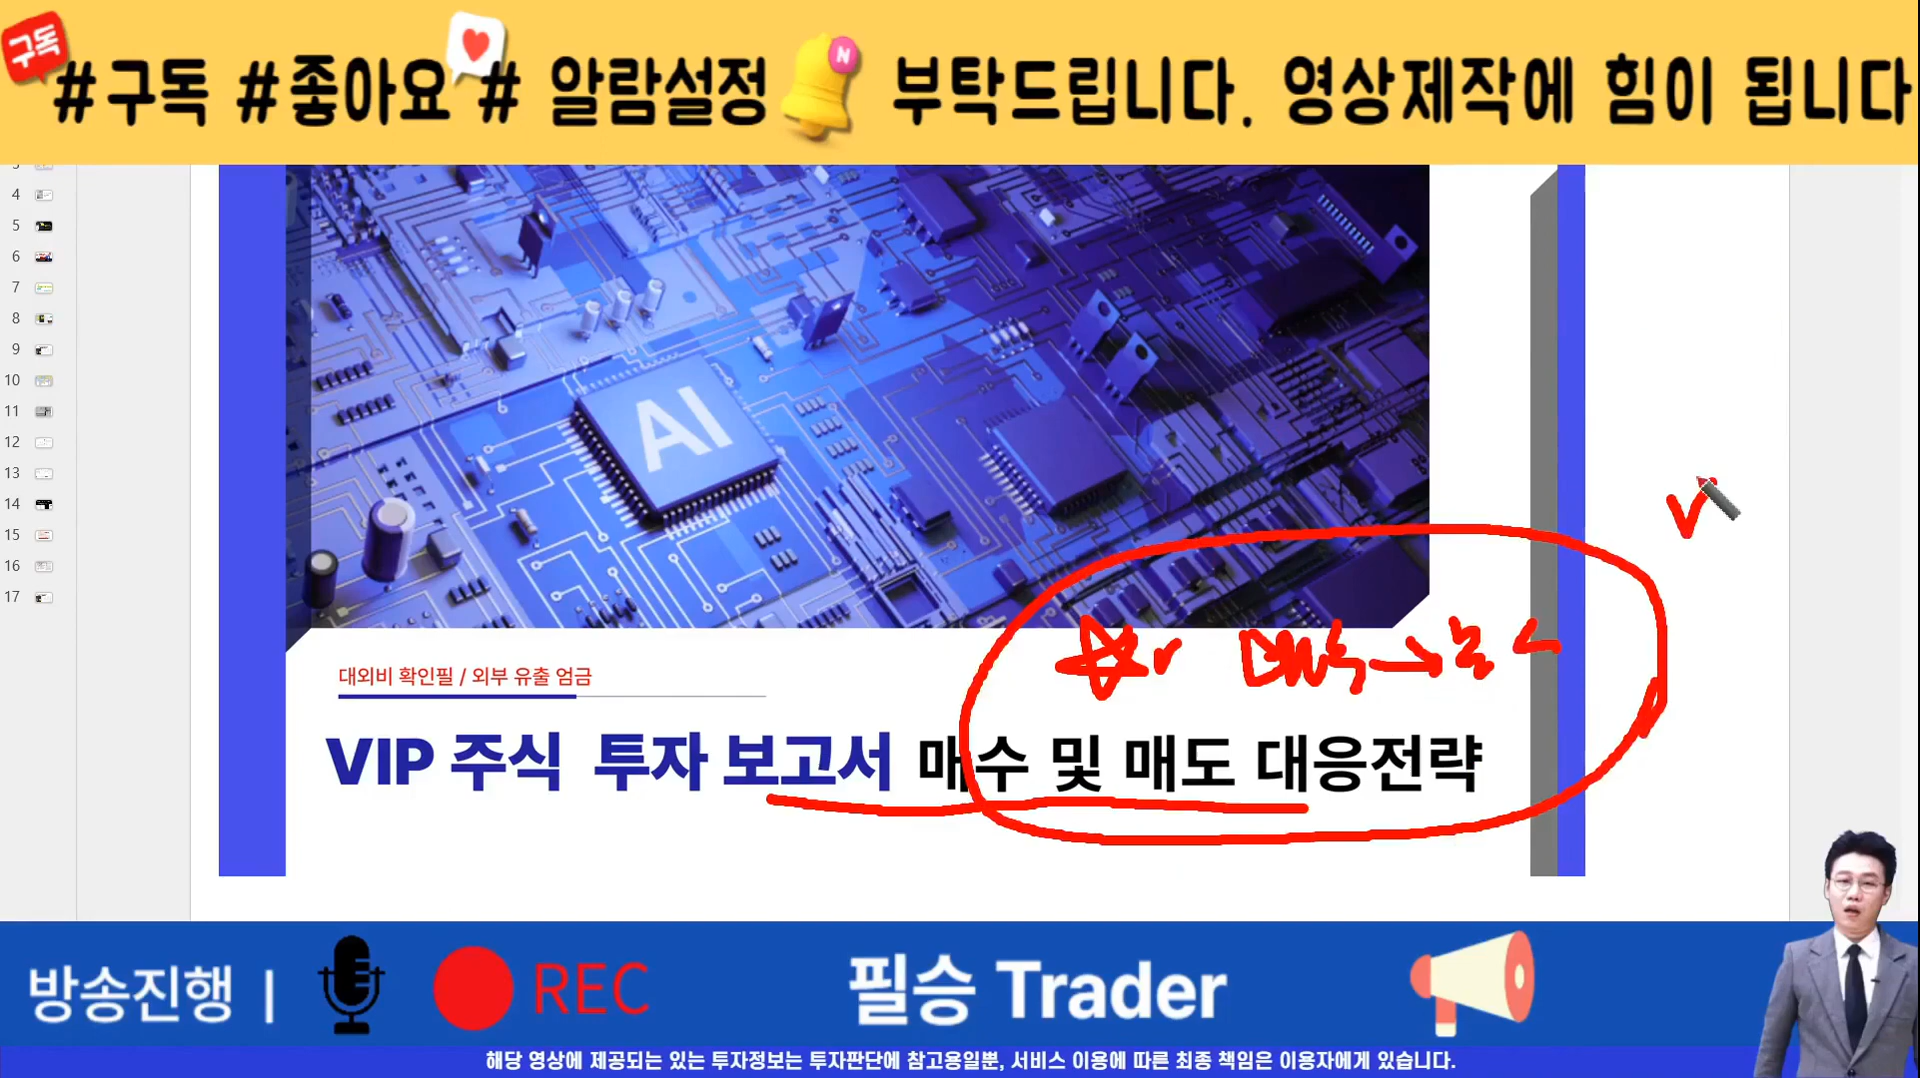 구독
#구독 #좋아요 # 알람설정 N 부탁드립니다. 영상제작에 힘이 됩니다
4
5
6
7
8
9
10
11
12
13
14
15
16
17
AI
대외비 확인필 / 외부 유출 엄금
VIP 주식 투자 보고서 매수 및 매도 대응전략
방송진행 | REC 필승 Trader
해당 영상에 제공되는 있는 투자정보는 투자판단에 참고용일뿐, 서비스 이용에 따른 최종 책임은 이용자에게 있습니다.